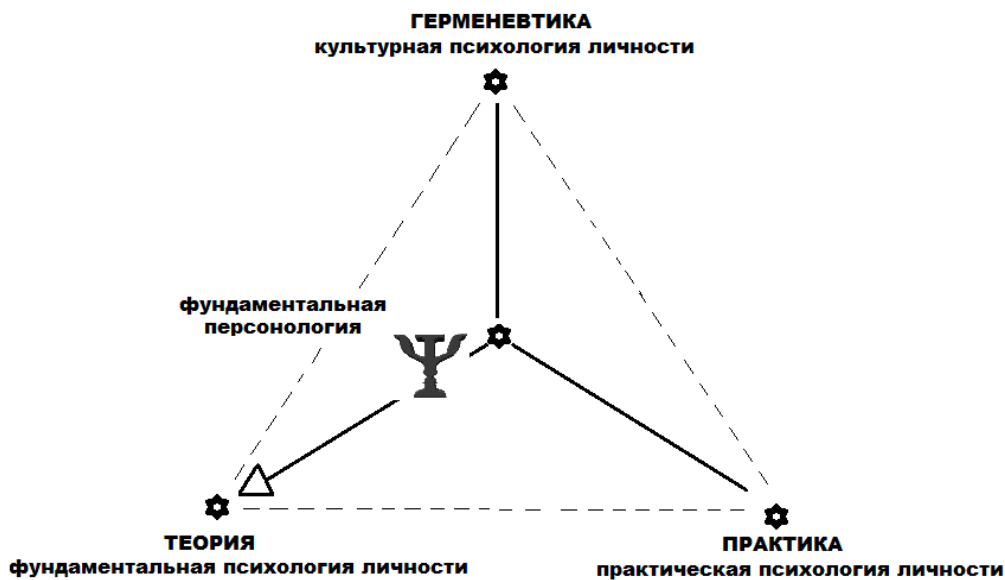 ГЕРМЕНЕВТИКА
культурная психология личности
фундаментальная
персонология
ТЕОРИЯ
фундаментальная психология личности
ПРАКТИКА
практическая психология личности